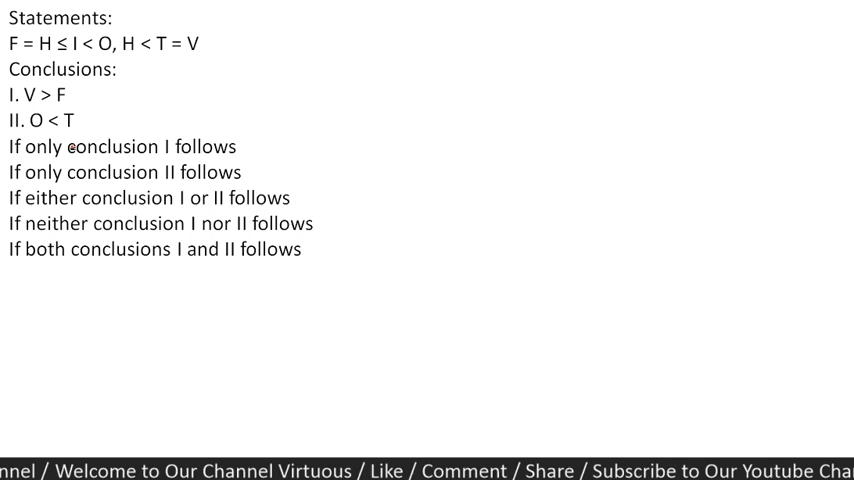 Statements:
F = H ≤ I < O, H < T = V
Conclusions:
I. V > F
II. O < T
If only conclusion I follows
If only conclusion II follows
If either conclusion I or II follows
If neither conclusion I nor II follows
If both conclusions I and II follows
nnel / Welcome to Our Channel Virtuous / Like / Comment / Share / Subscribe to Our Youtube Cha